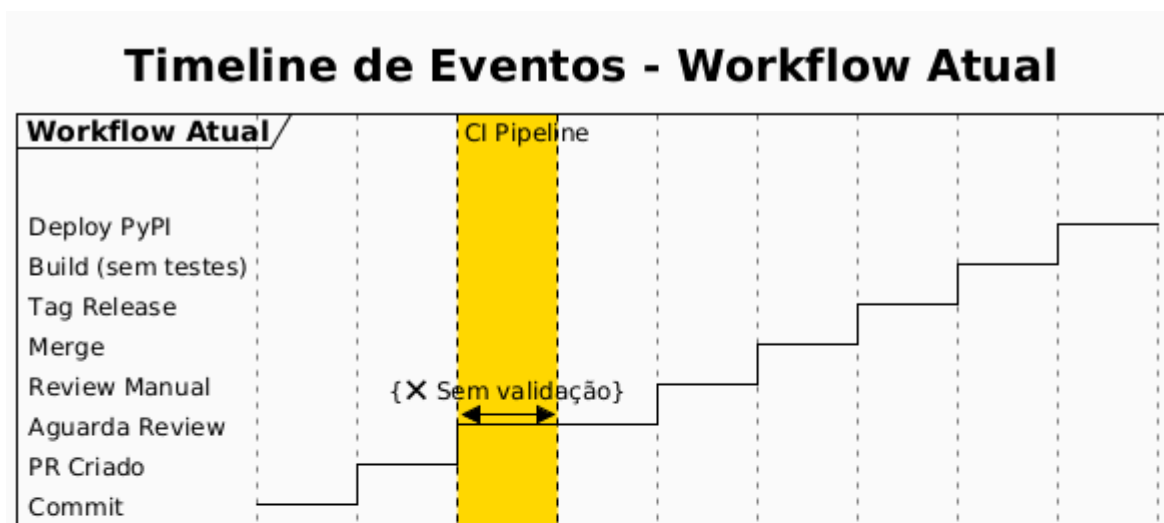 Timeline de Eventos - Workflow Atual
Workflow Atual
CI Pipeline
Deploy PyPI
Build (sem testes)
Tag Release
Merge
Review Manual
{❌ Sem validação}
Aguarda Review
PR Criado
Commit